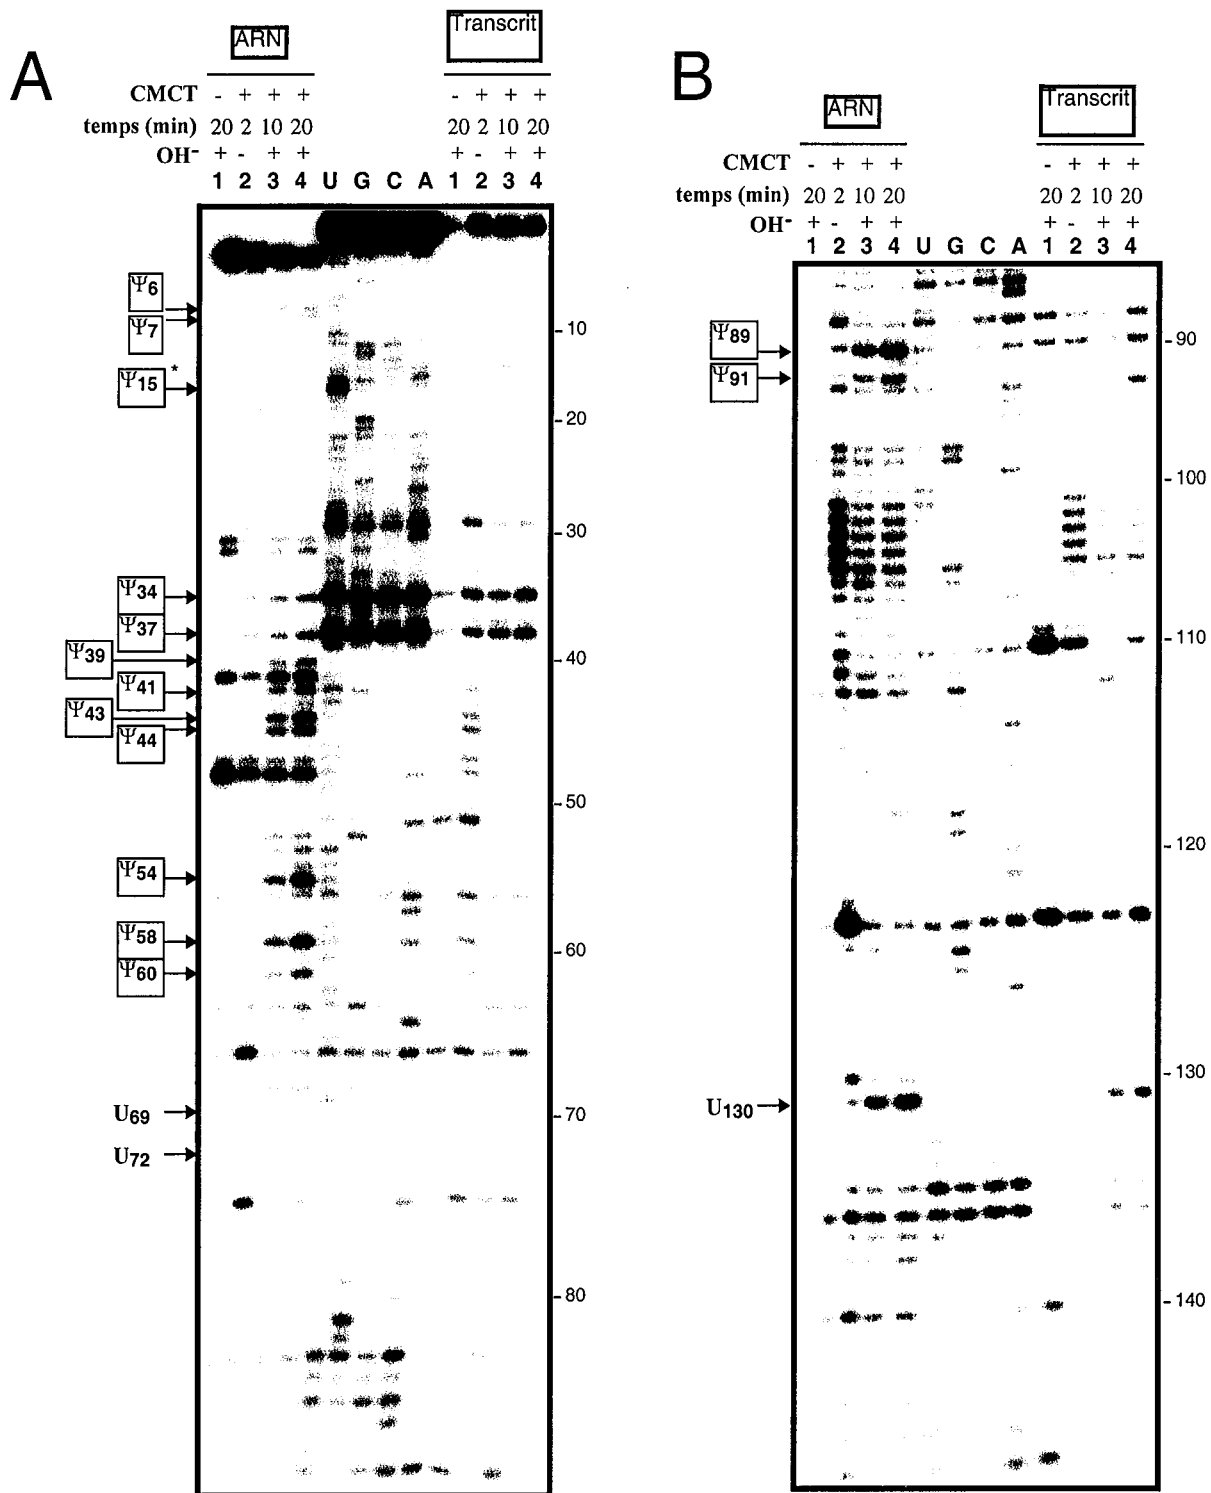 A
ARN
Transcrit
CMCT - + + + - + + +
temps (min) 20 2 10 20 20 2 10 20
OH- + - + + + - + +
1 2 3 4 U G C A 1 2 3 4
Ψ6
Ψ7
Ψ15 *
Ψ34
Ψ37
Ψ39
Ψ41
Ψ43
Ψ44
Ψ54
Ψ58
Ψ60
U69
U72
- 10
- 20
- 30
- 40
- 50
- 60
- 70
- 80
B
ARN
Transcrit
CMCT - + + + - + + +
temps (min) 20 2 10 20 20 2 10 20
OH- + - + + + - + +
1 2 3 4 U G C A 1 2 3 4
Ψ89
Ψ91
U130
- 90
- 100
- 110
- 120
- 130
- 140